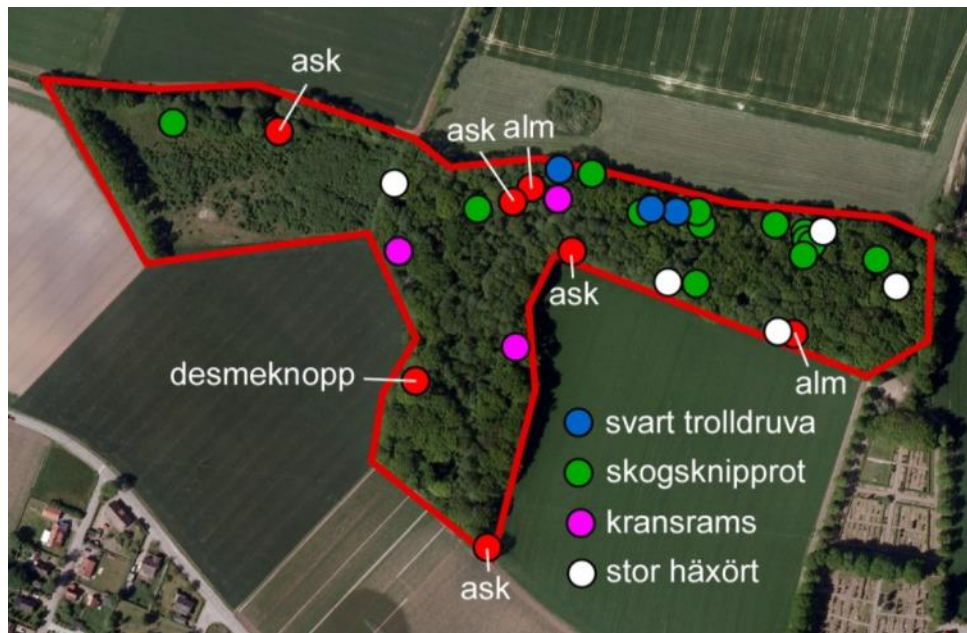 ask
ask alm
ask
desmeknopp
alm
svart trolldruva
skogsknipprot
kransrams
stor häxört
ask